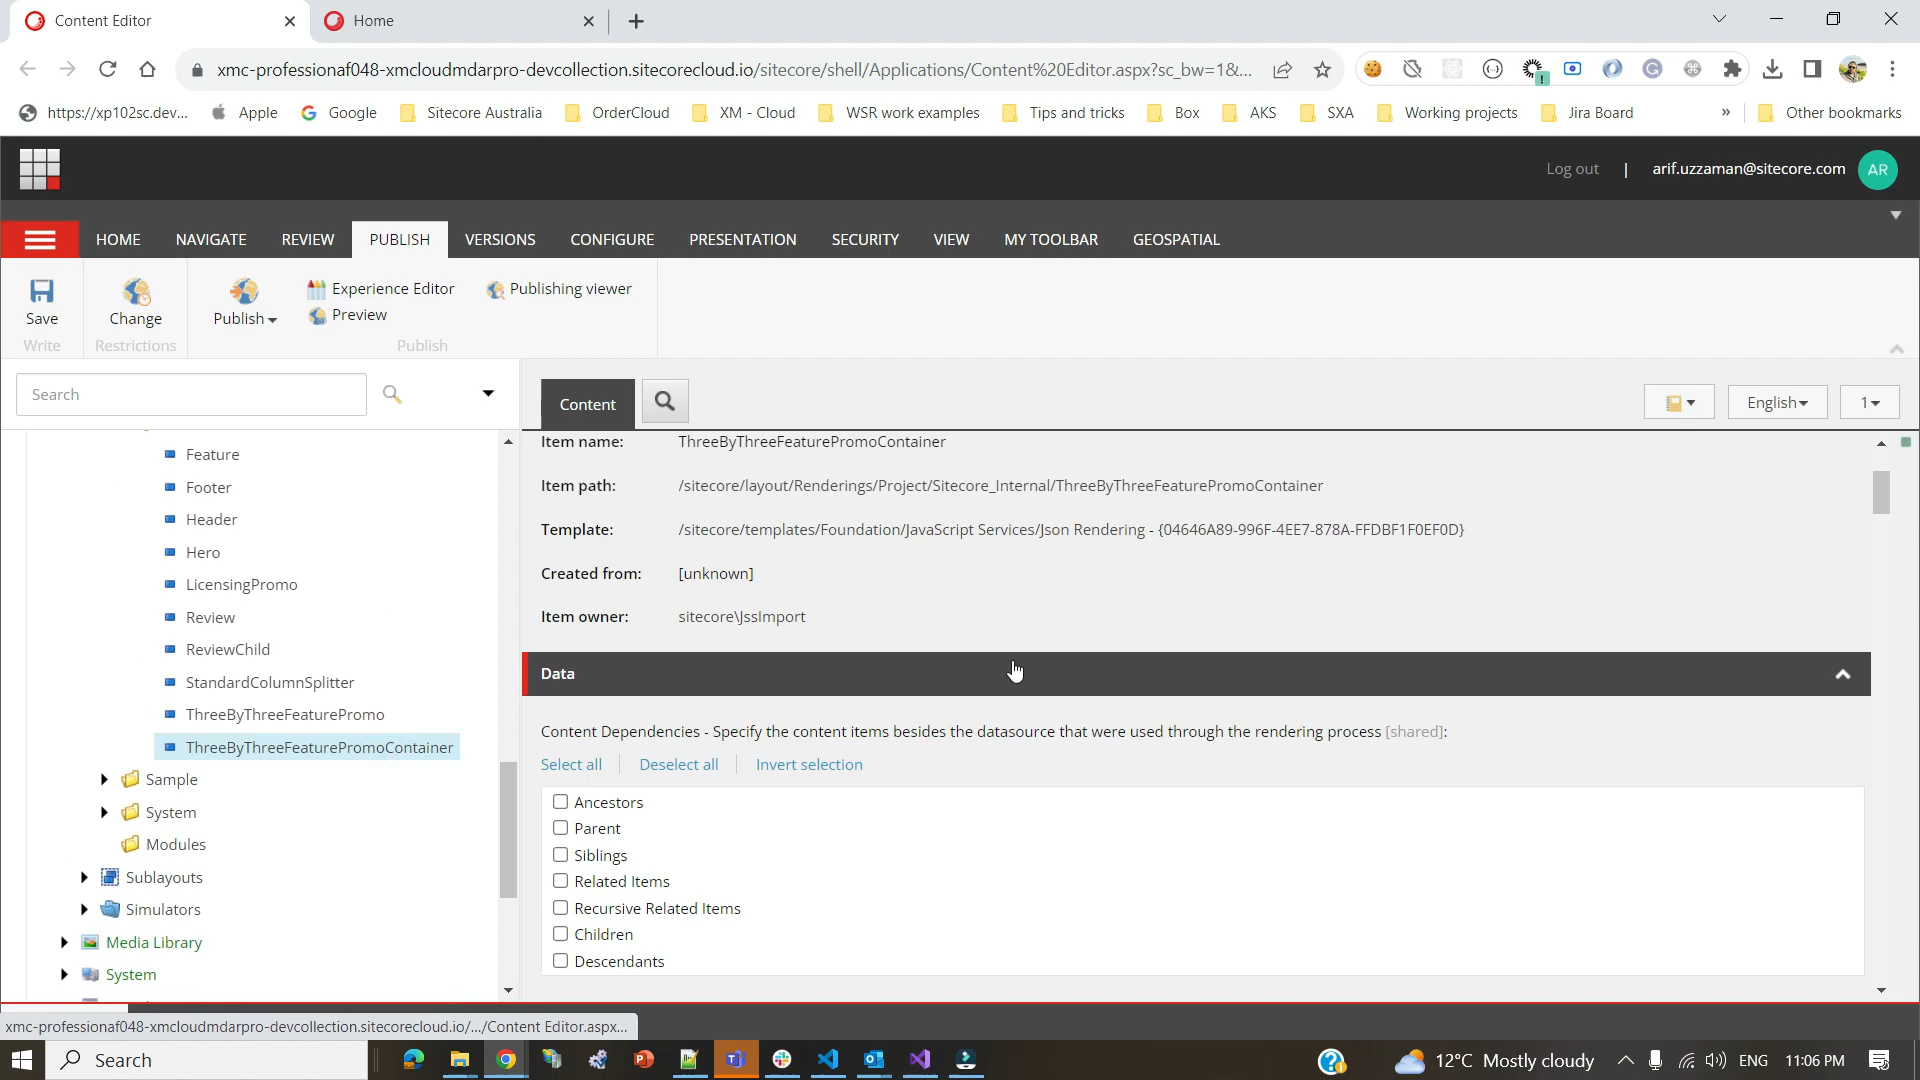 Content Editor
Home
xmc-professionaf048-xmcloudmdarpro-devcollection.sitecorecloud.io/sitecore/shell/Applications/Content%20Editor.aspx?sc_bw=1&...
https://xp102sc.dev... Apple Google Sitecore Australia OrderCloud XM - Cloud WSR work examples Tips and tricks Box AKS SXA Working projects Jira Board » Other bookmarks
Log out | arif.uzzaman@sitecore.com AR
HOME NAVIGATE REVIEW PUBLISH VERSIONS CONFIGURE PRESENTATION SECURITY VIEW MY TOOLBAR GEOSPATIAL
Save
Write
Change
Restrictions
Publish
Experience Editor
Preview
Publishing viewer
Publish
Search
Content
English
1
Feature
Footer
Header
Hero
LicensingPromo
Review
ReviewChild
StandardColumnSplitter
ThreeByThreeFeaturePromo
ThreeByThreeFeaturePromoContainer
Sample
System
Modules
Sublayouts
Simulators
Media Library
System
Item name: ThreeByThreeFeaturePromoContainer
Item path: /sitecore/layout/Renderings/Project/Sitecore_Internal/ThreeByThreeFeaturePromoContainer
Template: /sitecore/templates/Foundation/JavaScript Services/Json Rendering - {04646A89-996F-4EE7-878A-FFDBF1F0EF0D}
Created from: [unknown]
Item owner: sitecore\JssImport
Data
Content Dependencies - Specify the content items besides the datasource that were used through the rendering process [shared]:
Select all Deselect all Invert selection
Ancestors
Parent
Siblings
Related Items
Recursive Related Items
Children
Descendants
xmc-professionaf048-xmcloudmdarpro-devcollection.sitecorecloud.io/.../Content Editor.aspx...
Search
12°C Mostly cloudy
ENG
11:06 PM